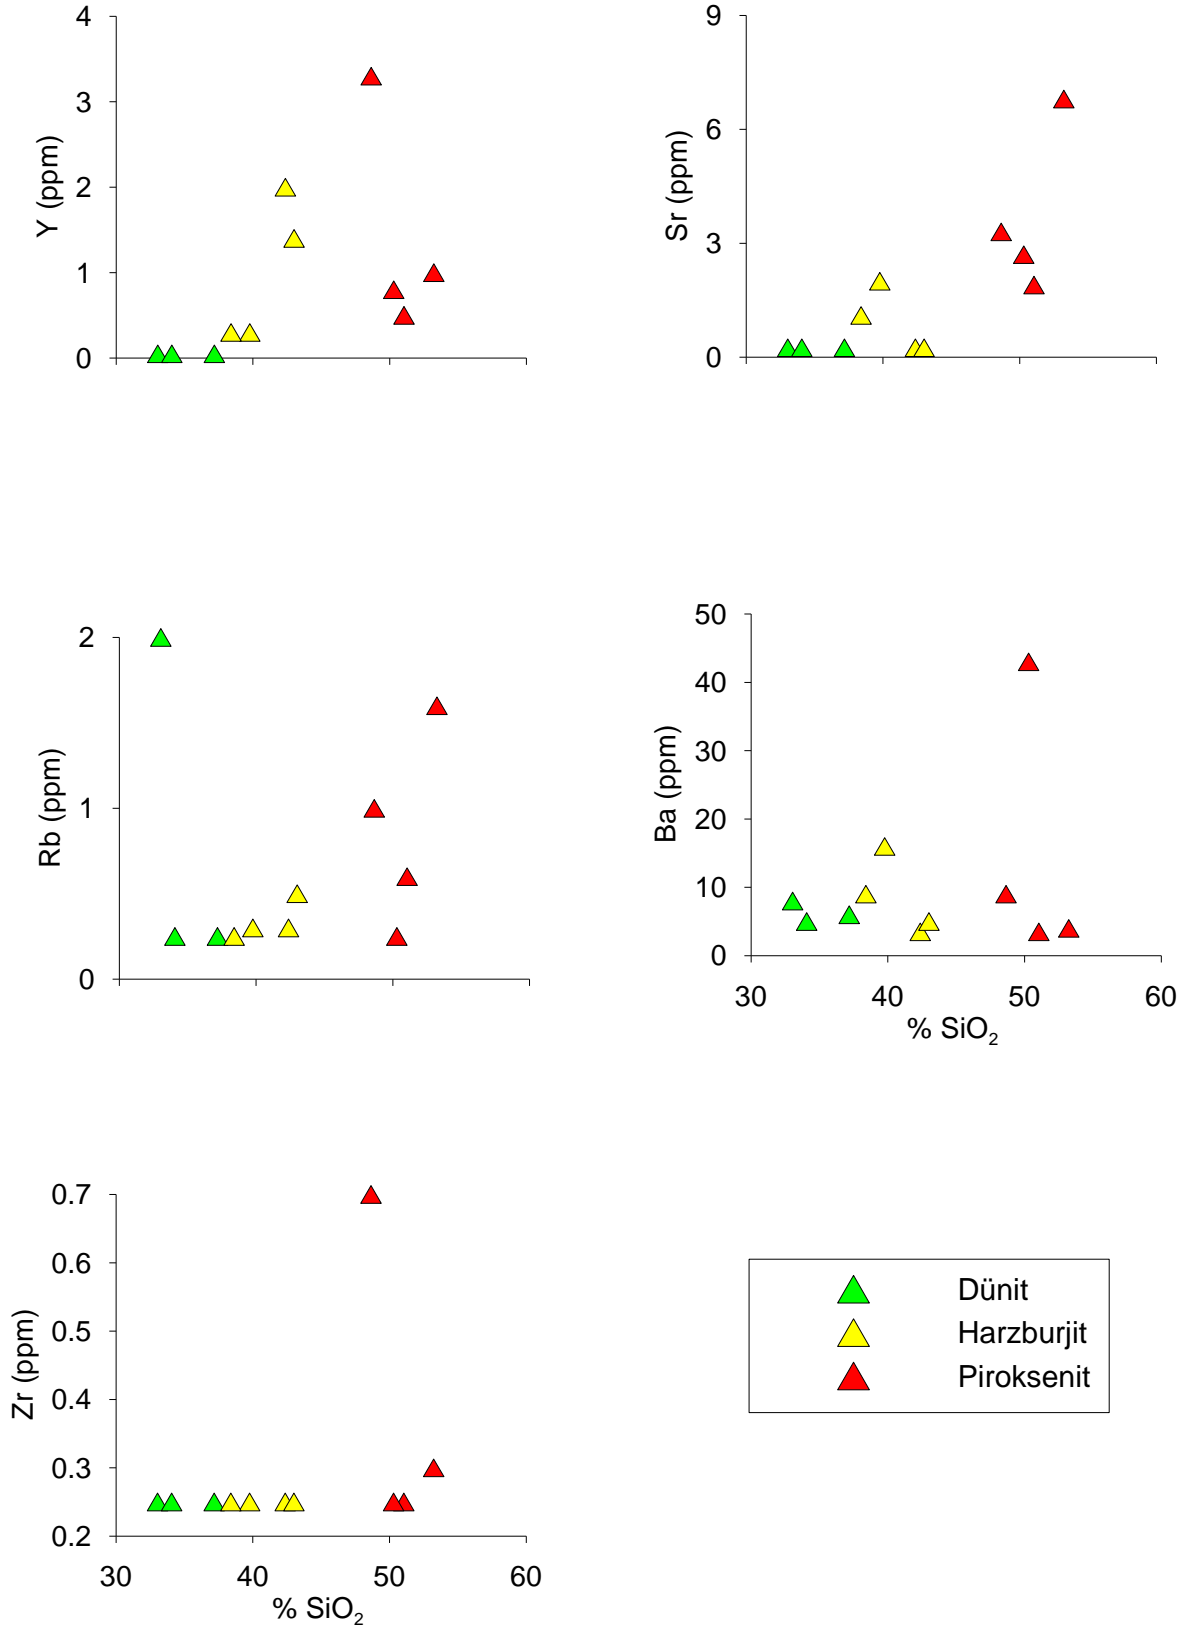 4
3
2
1
0
Y (ppm)
9
6
3
0
Sr (ppm)
2
1
0
Rb (ppm)
50
40
30
20
10
0
Ba (ppm)
30 40 50 60
% SiO₂
0.7
0.6
0.5
0.4
0.3
0.2
Zr (ppm)
30 40 50 60
% SiO₂
Dünit
Harzburjit
Piroksenit